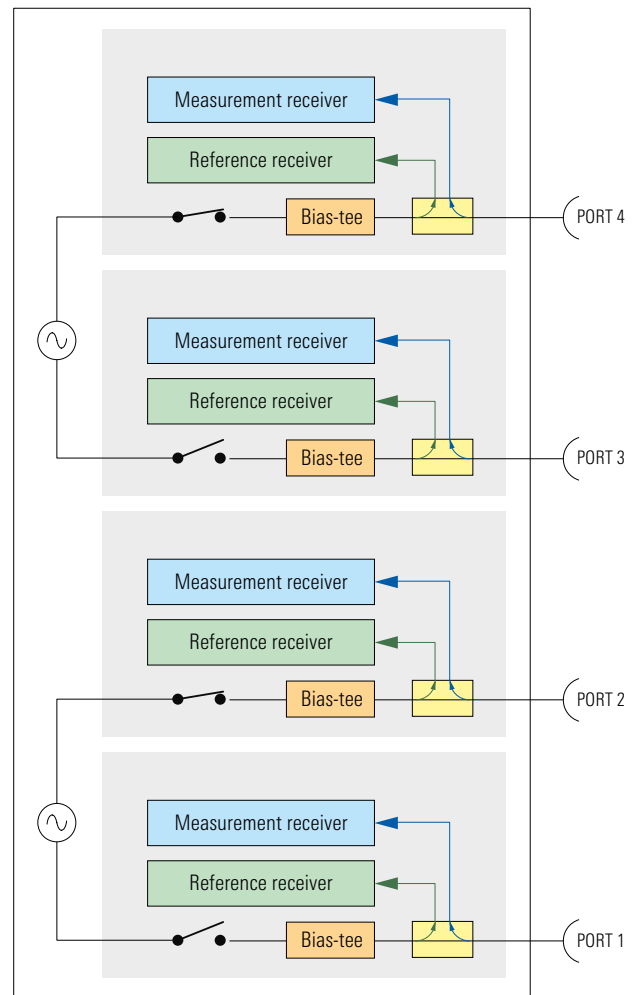 Measurement receiver
Reference receiver
Bias-tee
PORT 4
Measurement receiver
Reference receiver
Bias-tee
PORT 3
Measurement receiver
Reference receiver
Bias-tee
PORT 2
Measurement receiver
Reference receiver
Bias-tee
PORT 1